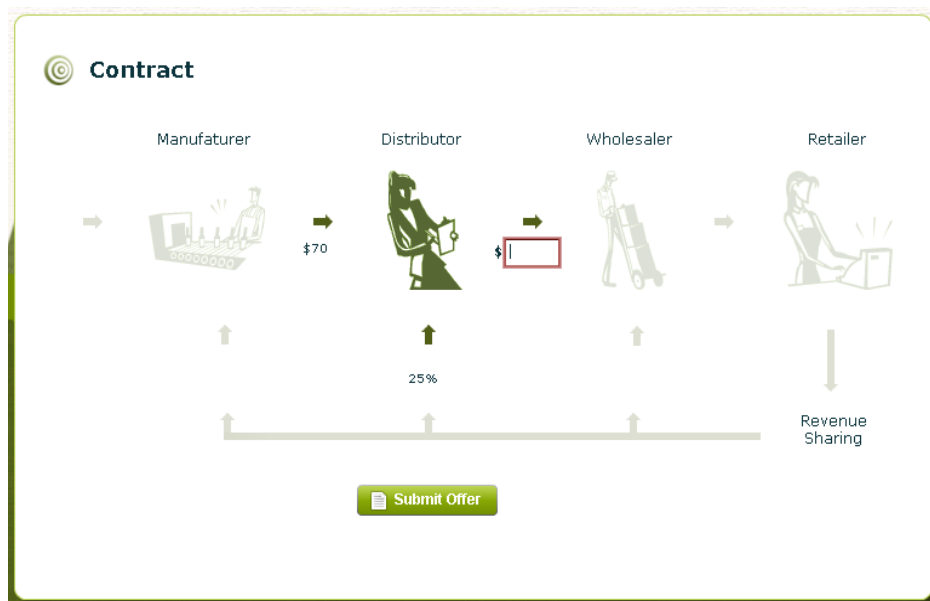 Contract
Manufaturer Distributor Wholesaler Retailer
$70 $
25%
Revenue
Sharing
Submit Offer